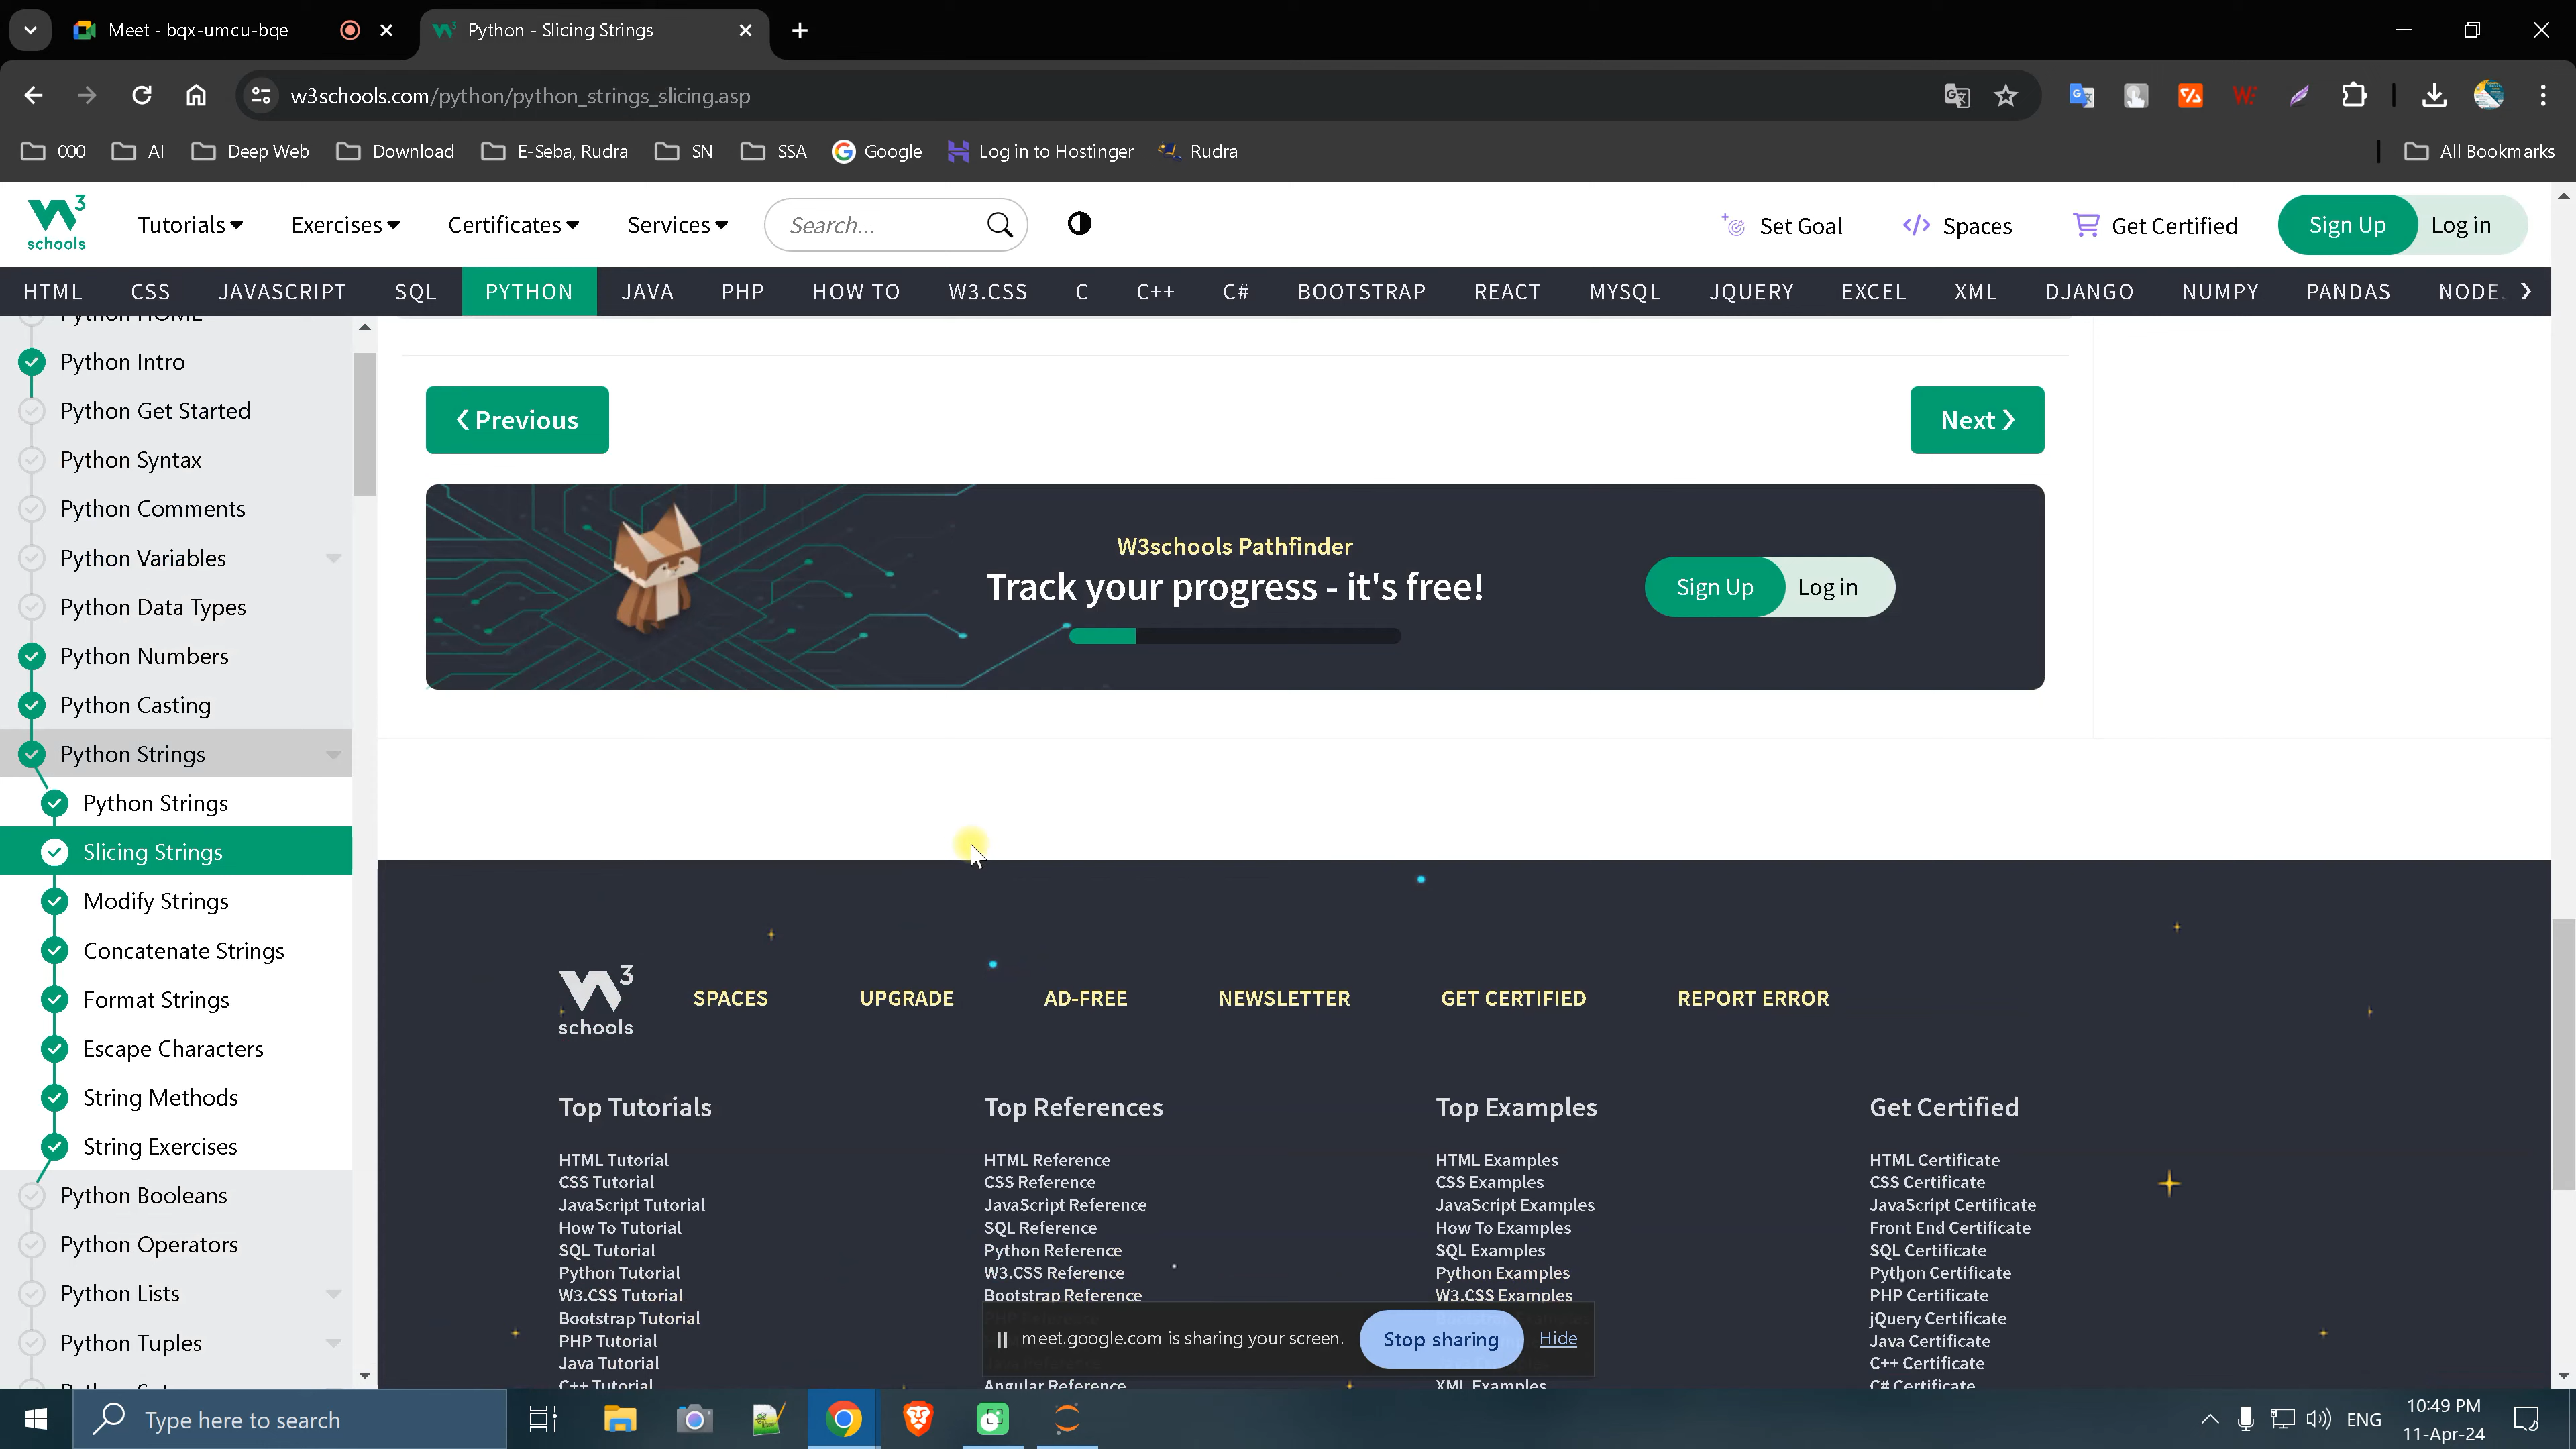 Meet - bqx-umcu-bqe
Python - Slicing Strings
w3schools.com/python/python_strings_slicing.asp
000
AI
Deep Web
Download
E-Seba, Rudra
SN
SSA
Google
Log in to Hostinger
Rudra
All Bookmarks
W3 schools
Tutorials
Exercises
Certificates
Services
Search...
Set Goal
Spaces
Get Certified
Sign Up
Log in
HTML
CSS
JAVASCRIPT
SQL
PYTHON
JAVA
PHP
HOW TO
W3.CSS
C
C++
C#
BOOTSTRAP
REACT
MYSQL
JQUERY
EXCEL
XML
DJANGO
NUMPY
PANDAS
NODE
Python HOME
Python Intro
Python Get Started
Python Syntax
Python Comments
Python Variables
Python Data Types
Python Numbers
Python Casting
Python Strings
Python Strings
Slicing Strings
Modify Strings
Concatenate Strings
Format Strings
Escape Characters
String Methods
String Exercises
Python Booleans
Python Operators
Python Lists
Python Tuples
❮ Previous
Next ❯
W3schools Pathfinder
Track your progress - it's free!
Sign Up
Log in
W3 schools
SPACES
UPGRADE
AD-FREE
NEWSLETTER
GET CERTIFIED
REPORT ERROR
Top Tutorials
HTML Tutorial
CSS Tutorial
JavaScript Tutorial
How To Tutorial
SQL Tutorial
Python Tutorial
W3.CSS Tutorial
Bootstrap Tutorial
PHP Tutorial
Java Tutorial
C++ Tutorial
Top References
HTML Reference
CSS Reference
JavaScript Reference
SQL Reference
Python Reference
W3.CSS Reference
Bootstrap Reference
Angular Reference
Top Examples
HTML Examples
CSS Examples
JavaScript Examples
How To Examples
SQL Examples
Python Examples
W3.CSS Examples
XML Examples
Get Certified
HTML Certificate
CSS Certificate
JavaScript Certificate
Front End Certificate
SQL Certificate
Python Certificate
PHP Certificate
jQuery Certificate
Java Certificate
C++ Certificate
C# Certificate
meet.google.com is sharing your screen.
Stop sharing
Hide
Type here to search
ENG
10:49 PM
11-Apr-24